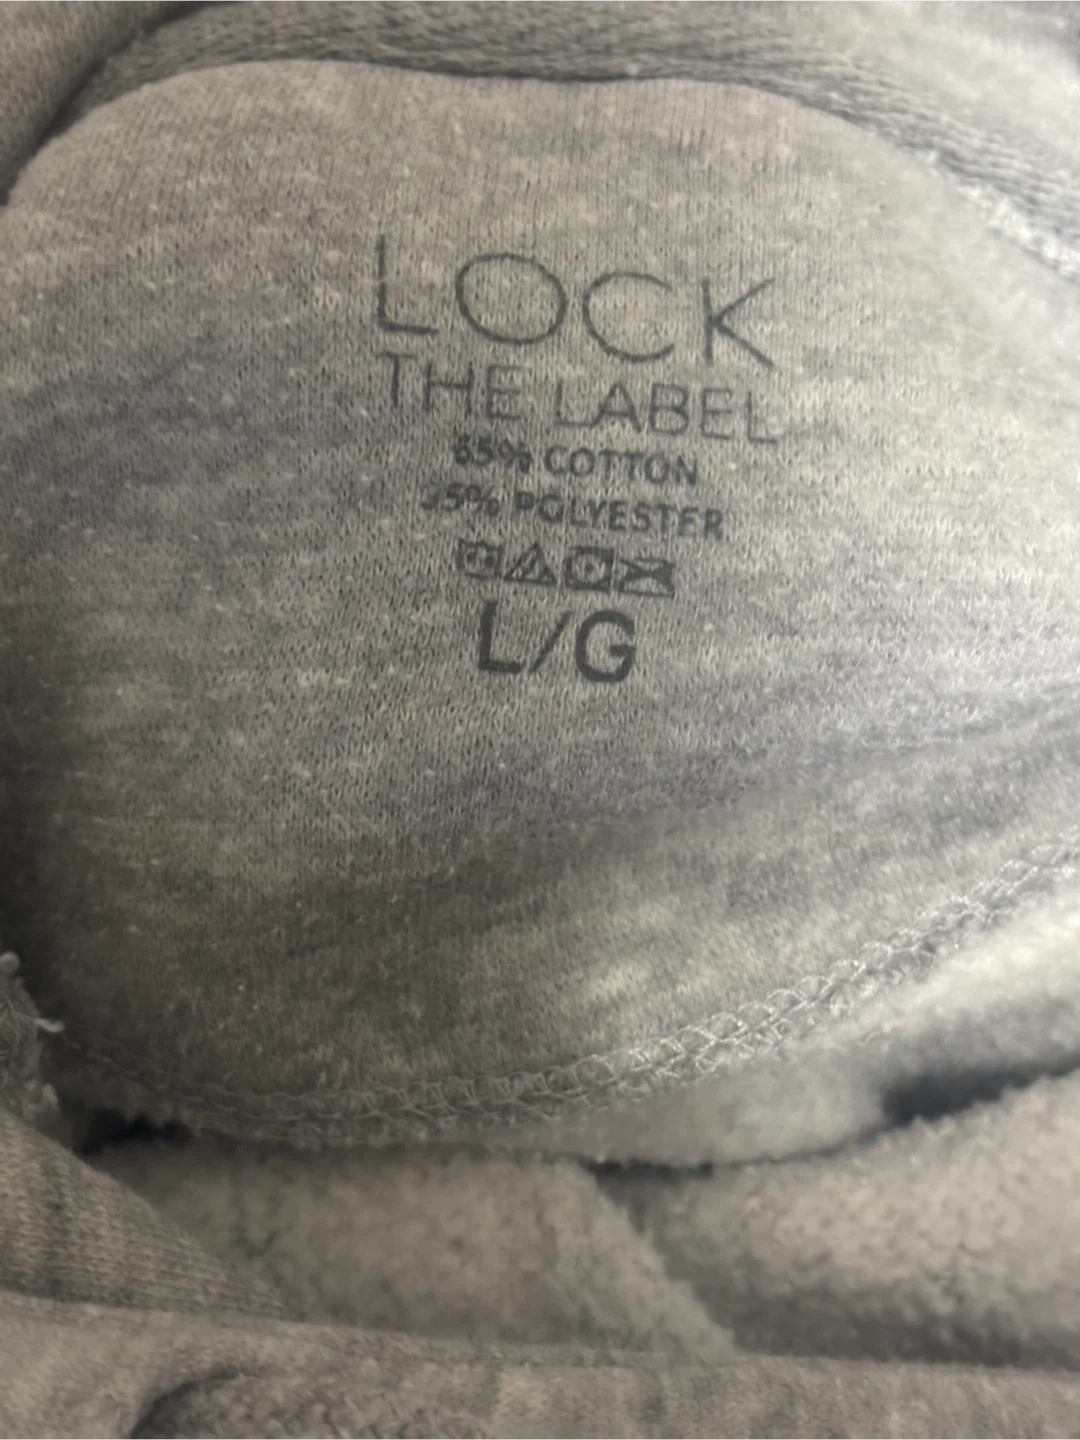 LOCK
THE LABEL
65% COTTON
35% POLYESTER
L/G